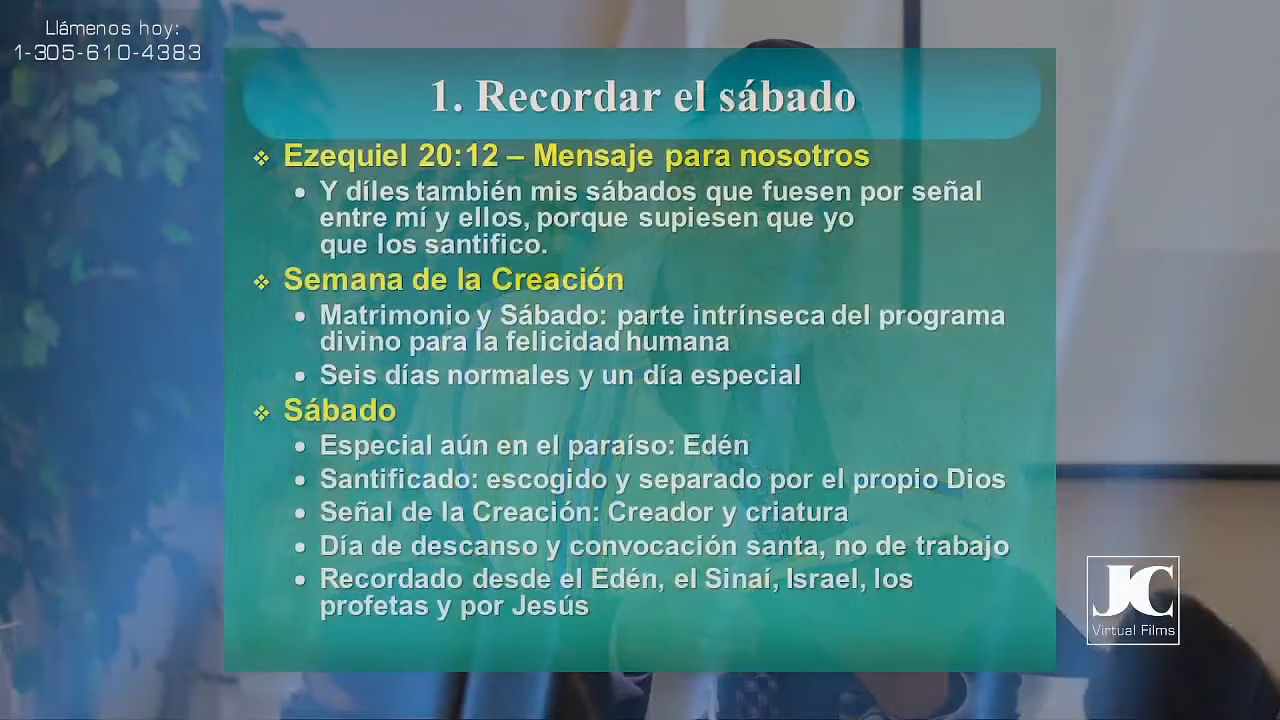 Llámenos hoy:
1-305-610-4383
1. Recordar el sábado
❖ Ezequiel 20:12 – Mensaje para nosotros
• Y díles también mis sábados que fuesen por señal
entre mí y ellos, porque supiesen que yo
que los santifico.
❖ Semana de la Creación
• Matrimonio y Sábado: parte intrínseca del programa
divino para la felicidad humana
• Seis días normales y un día especial
❖ Sábado
• Especial aún en el paraíso: Edén
• Santificado: escogido y separado por el propio Dios
• Señal de la Creación: Creador y criatura
• Día de descanso y convocación santa, no de trabajo
• Recordado desde el Edén, el Sinaí, Israel, los
profetas y por Jesús
JC
Virtual Films